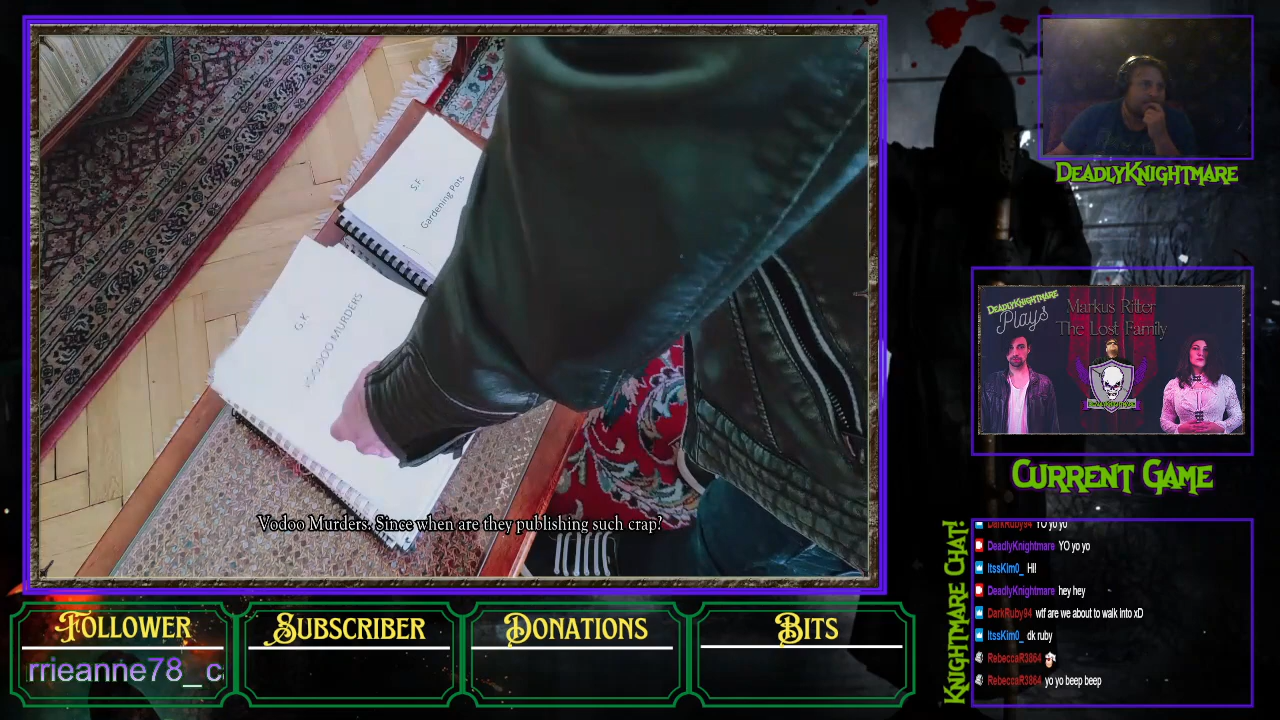 S.F.
Gardening Pots
G.K.
VOODOO MURDERS
Vodoo Murders. Since when are they publishing such crap?
DEADLYKNIGHTMARE
DEADLYKNIGHTMARE
Plays
Markus Ritter
The Lost Family
CURRENT GAME
KNIGHTMARE CHAT!
DarkRuby94 YO yo yo
DeadlyKnightmare YO yo yo
ItssKim0_ HI!
DeadlyKnightmare hey hey
DarkRuby94 wtf are we about to walk into xD
ItssKim0_ dk ruby
RebeccaR3864
RebeccaR3864 yo yo beep beep
FOLLOWER
rrieanne78_c
SUBSCRIBER
DONATIONS
BITS